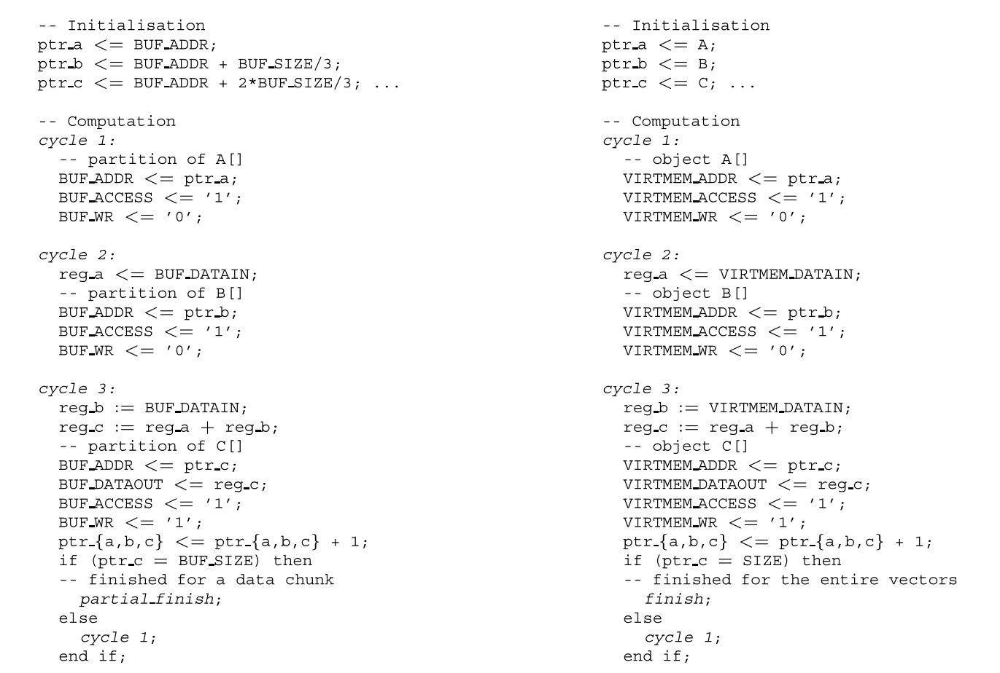 -- Initialisation
ptr_a <= BUF_ADDR;
ptr_b <= BUF_ADDR + BUF_SIZE/3;
ptr_c <= BUF_ADDR + 2*BUF_SIZE/3; ...
-- Computation
cycle 1:
-- partition of A[]
BUF_ADDR <= ptr_a;
BUF_ACCESS <= '1';
BUF_WR <= '0';
cycle 2:
reg_a <= BUF_DATAIN;
-- partition of B[]
BUF_ADDR <= ptr_b;
BUF_ACCESS <= '1';
BUF_WR <= '0';
cycle 3:
reg_b := BUF_DATAIN;
reg_c := reg_a + reg_b;
-- partition of C[]
BUF_ADDR <= ptr_c;
BUF_DATAOUT <= reg_c;
BUF_ACCESS <= '1';
BUF_WR <= '1';
ptr_{a,b,c} <= ptr_{a,b,c} + 1;
if (ptr_c = BUF_SIZE) then
-- finished for a data chunk
partial_finish;
else
cycle 1;
end if;
-- Initialisation
ptr_a <= A;
ptr_b <= B;
ptr_c <= C; ...
-- Computation
cycle 1:
-- object A[]
VIRTMEM_ADDR <= ptr_a;
VIRTMEM_ACCESS <= '1';
VIRTMEM_WR <= '0';
cycle 2:
reg_a <= VIRTMEM_DATAIN;
-- object B[]
VIRTMEM_ADDR <= ptr_b;
VIRTMEM_ACCESS <= '1';
VIRTMEM_WR <= '0';
cycle 3:
reg_b := VIRTMEM_DATAIN;
reg_c := reg_a + reg_b;
-- object C[]
VIRTMEM_ADDR <= ptr_c;
VIRTMEM_DATAOUT <= reg_c;
VIRTMEM_ACCESS <= '1';
VIRTMEM_WR <= '1';
ptr_{a,b,c} <= ptr_{a,b,c} + 1;
if (ptr_c = SIZE) then
-- finished for the entire vectors
finish;
else
cycle 1;
end if;